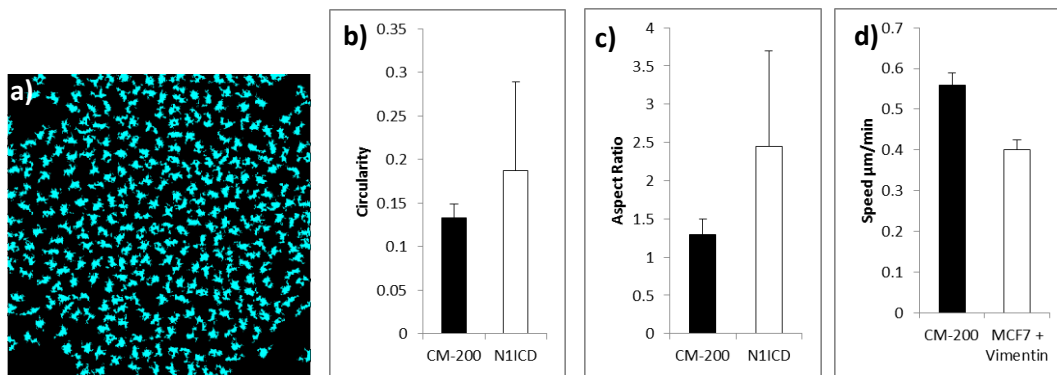 a)
b)
Circularity
0.35
0.3
0.25
0.2
0.15
0.1
0.05
0
CM-200 N1ICD
c)
Aspect Ratio
4
3.5
3
2.5
2
1.5
1
0.5
0
CM-200 N1ICD
d)
Speed µm/min
0.7
0.6
0.5
0.4
0.3
0.2
0.1
0
CM-200 MCF7 +
Vimentin